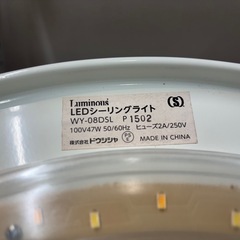 Luminous
LEDシーリングライト
WY-08DSL P1502
100V47W 50/60Hz ヒューズ2A/250V
株式会社ドウシシャ
MADE IN CHINA